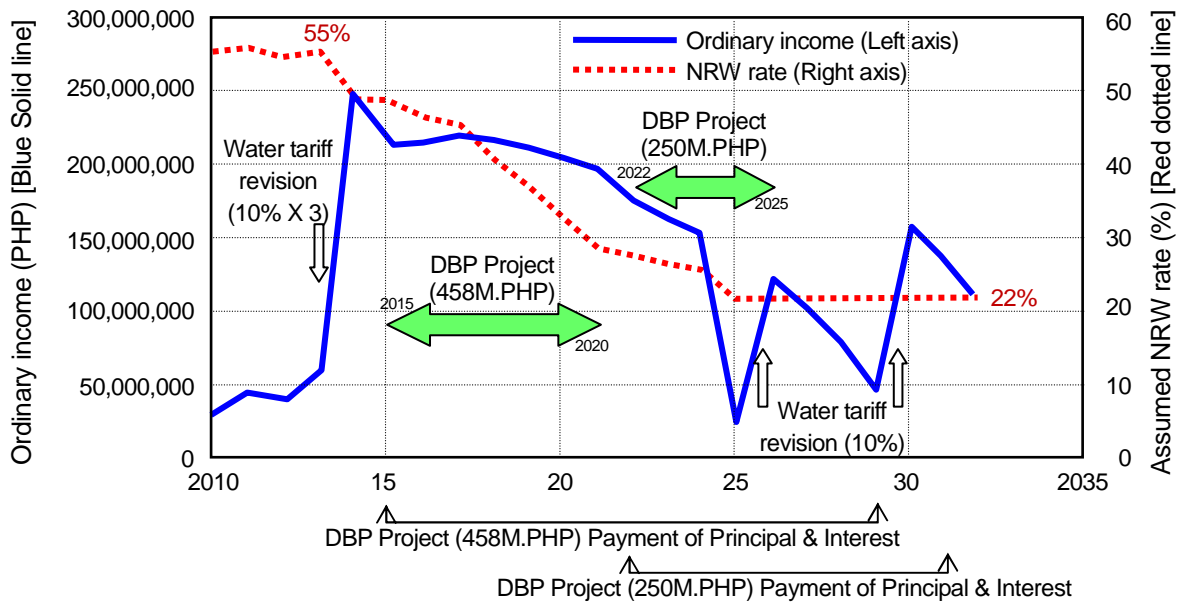 Ordinary income (PHP) [Blue Solid line]
300,000,000
250,000,000
200,000,000
150,000,000
100,000,000
50,000,000
0
55%
Ordinary income (Left axis)
NRW rate (Right axis)
Water tariff
revision
(10% X 3)
DBP Project
(250M.PHP)
2022
2025
DBP Project
(458M.PHP)
2015
2020
22%
Water tariff
revision (10%)
60
50
40
30
20
10
0
Assumed NRW rate (%) [Red dotted line]
2010
15
20
25
30
2035
DBP Project (458M.PHP) Payment of Principal & Interest
DBP Project (250M.PHP) Payment of Principal & Interest